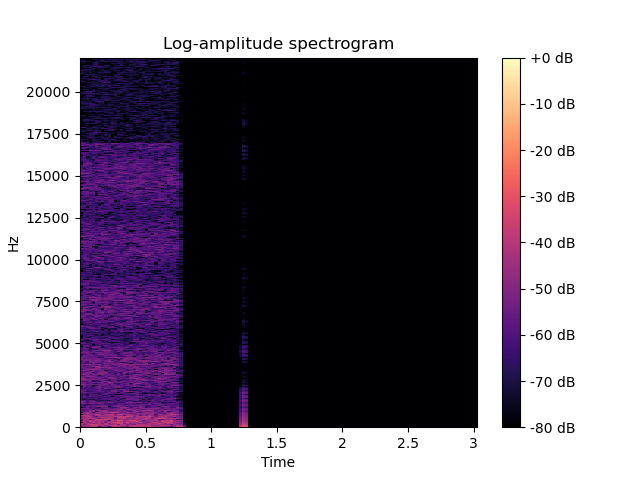 Log-amplitude spectrogram
Hz
20000
17500
15000
12500
10000
7500
5000
2500
0
0 0.5 1 1.5 2 2.5 3
Time
+0 dB
-10 dB
-20 dB
-30 dB
-40 dB
-50 dB
-60 dB
-70 dB
-80 dB